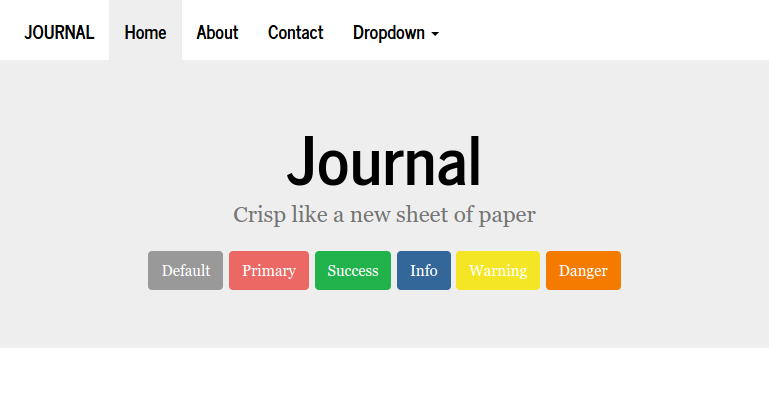 JOURNAL Home About Contact Dropdown
Journal
Crisp like a new sheet of paper
Default Primary Success Info Warning Danger